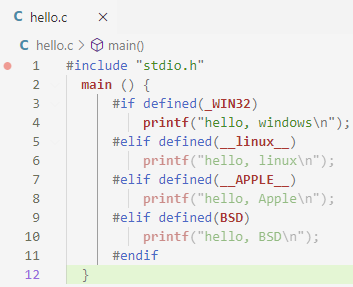 C hello.c ×
C hello.c > main()
1 #include "stdio.h"
2 main () {
3 #if defined(_WIN32)
4 printf("hello, windows\n");
5 #elif defined(__linux__)
6 printf("hello, linux\n");
7 #elif defined(__APPLE__)
8 printf("hello, Apple\n");
9 #elif defined(BSD)
10 printf("hello, BSD\n");
11 #endif
12 }